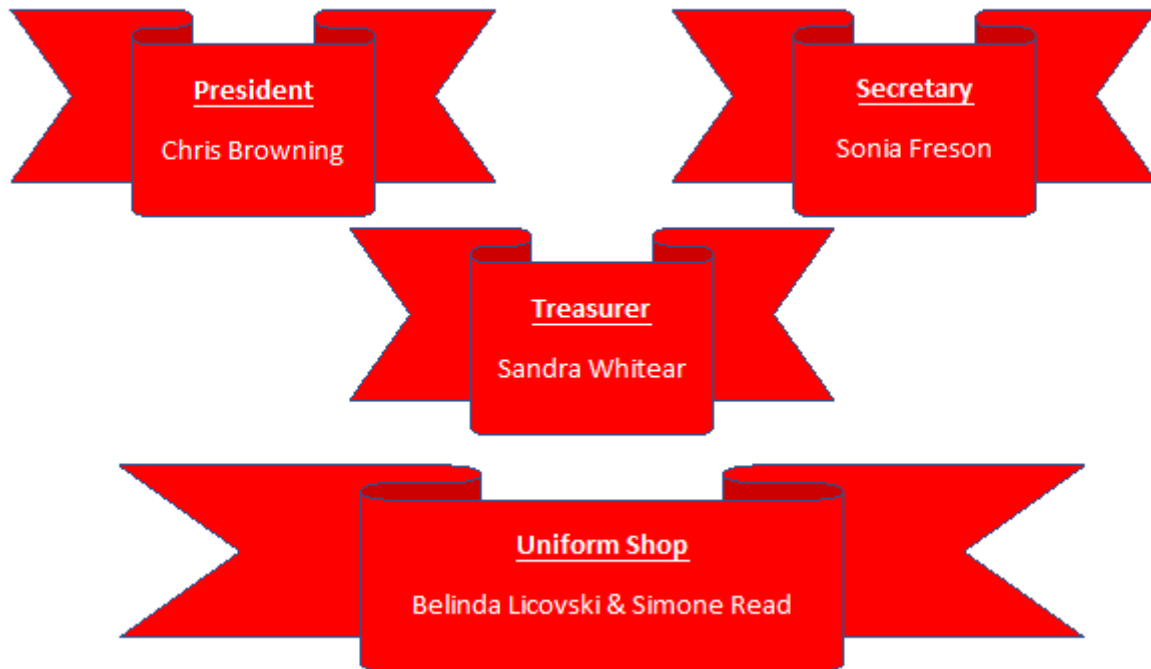 President
Chris Browning
Secretary
Sonia Freson
Treasurer
Sandra Whitear
Uniform Shop
Belinda Licovski & Simone Read